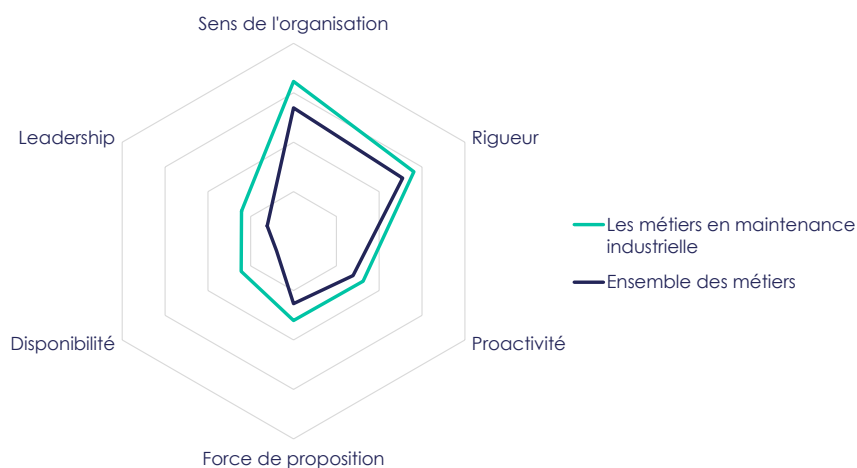 Sens de l'organisation
Leadership
Rigueur
Les métiers en maintenance
industrielle
Ensemble des métiers
Disponibilité
Proactivité
Force de proposition